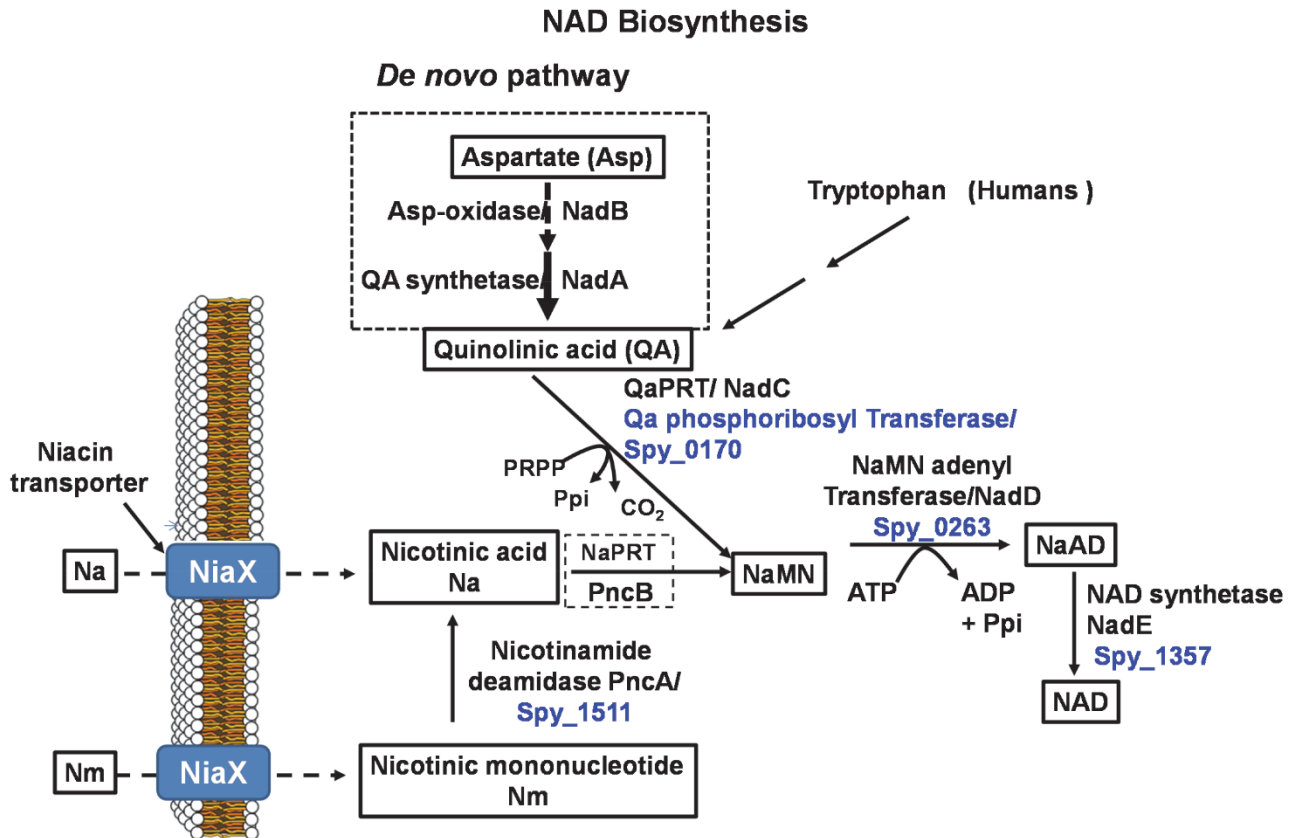 NAD Biosynthesis
De novo pathway
Aspartate (Asp)
Asp-oxidase/ NadB
QA synthetase/ NadA
Tryptophan (Humans )
Quinolinic acid (QA)
QaPRT/ NadC
Qa phosphoribosyl Transferase/
Spy_0170
PRPP
Ppi
CO₂
Niacin
transporter
Na
NiaX
Nicotinic acid
Na
NaPRT
PncB
NaMN
NaMN adenyl
Transferase/NadD
Spy_0263
ATP
ADP
+ Ppi
NaAD
NAD synthetase
NadE
Spy_1357
NAD
Nicotinamide
deamidase PncA/
Spy_1511
Nm
NiaX
Nicotinic mononucleotide
Nm